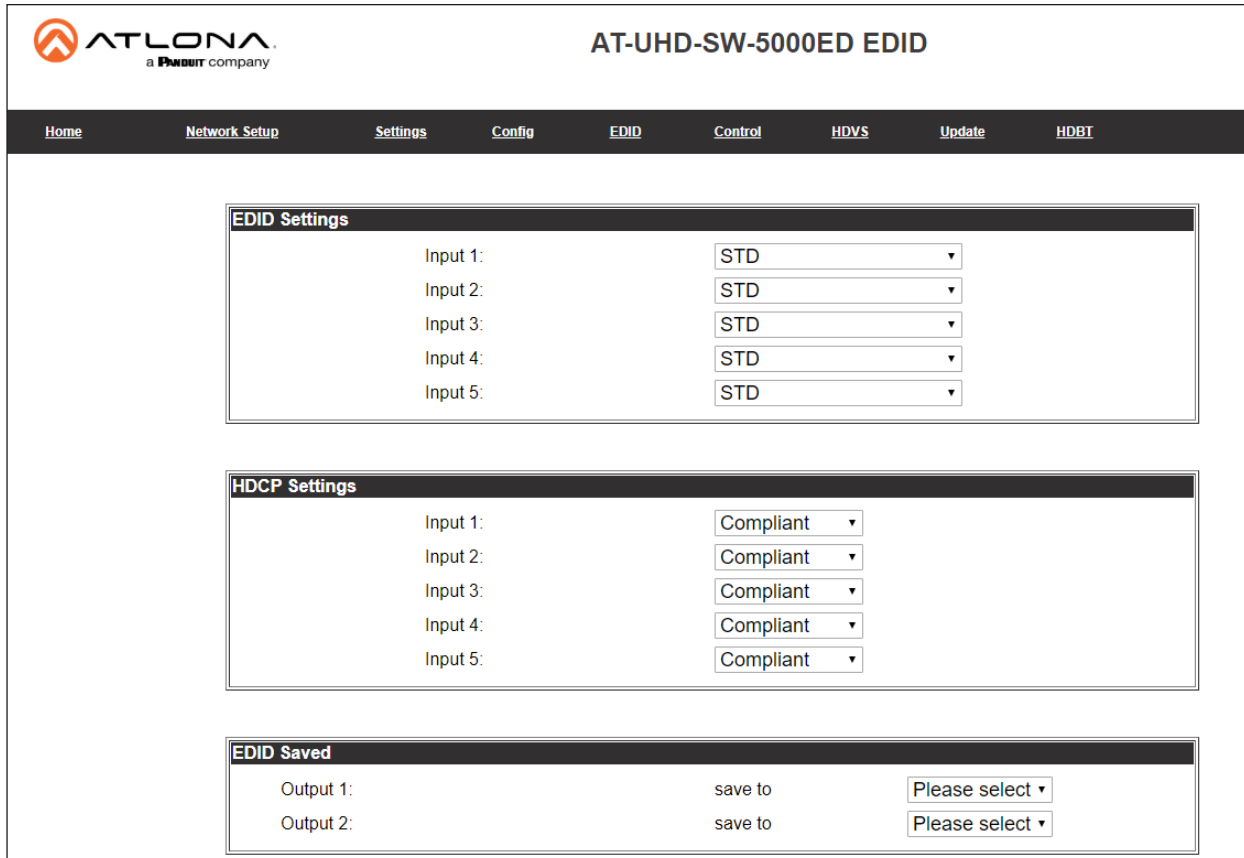 ATLONA.
a PANDUIT company
AT-UHD-SW-5000ED EDID
Home Network Setup Settings Config EDID Control HDVS Update HDBT
EDID Settings
Input 1: STD
Input 2: STD
Input 3: STD
Input 4: STD
Input 5: STD
HDCP Settings
Input 1: Compliant
Input 2: Compliant
Input 3: Compliant
Input 4: Compliant
Input 5: Compliant
EDID Saved
Output 1: save to Please select
Output 2: save to Please select